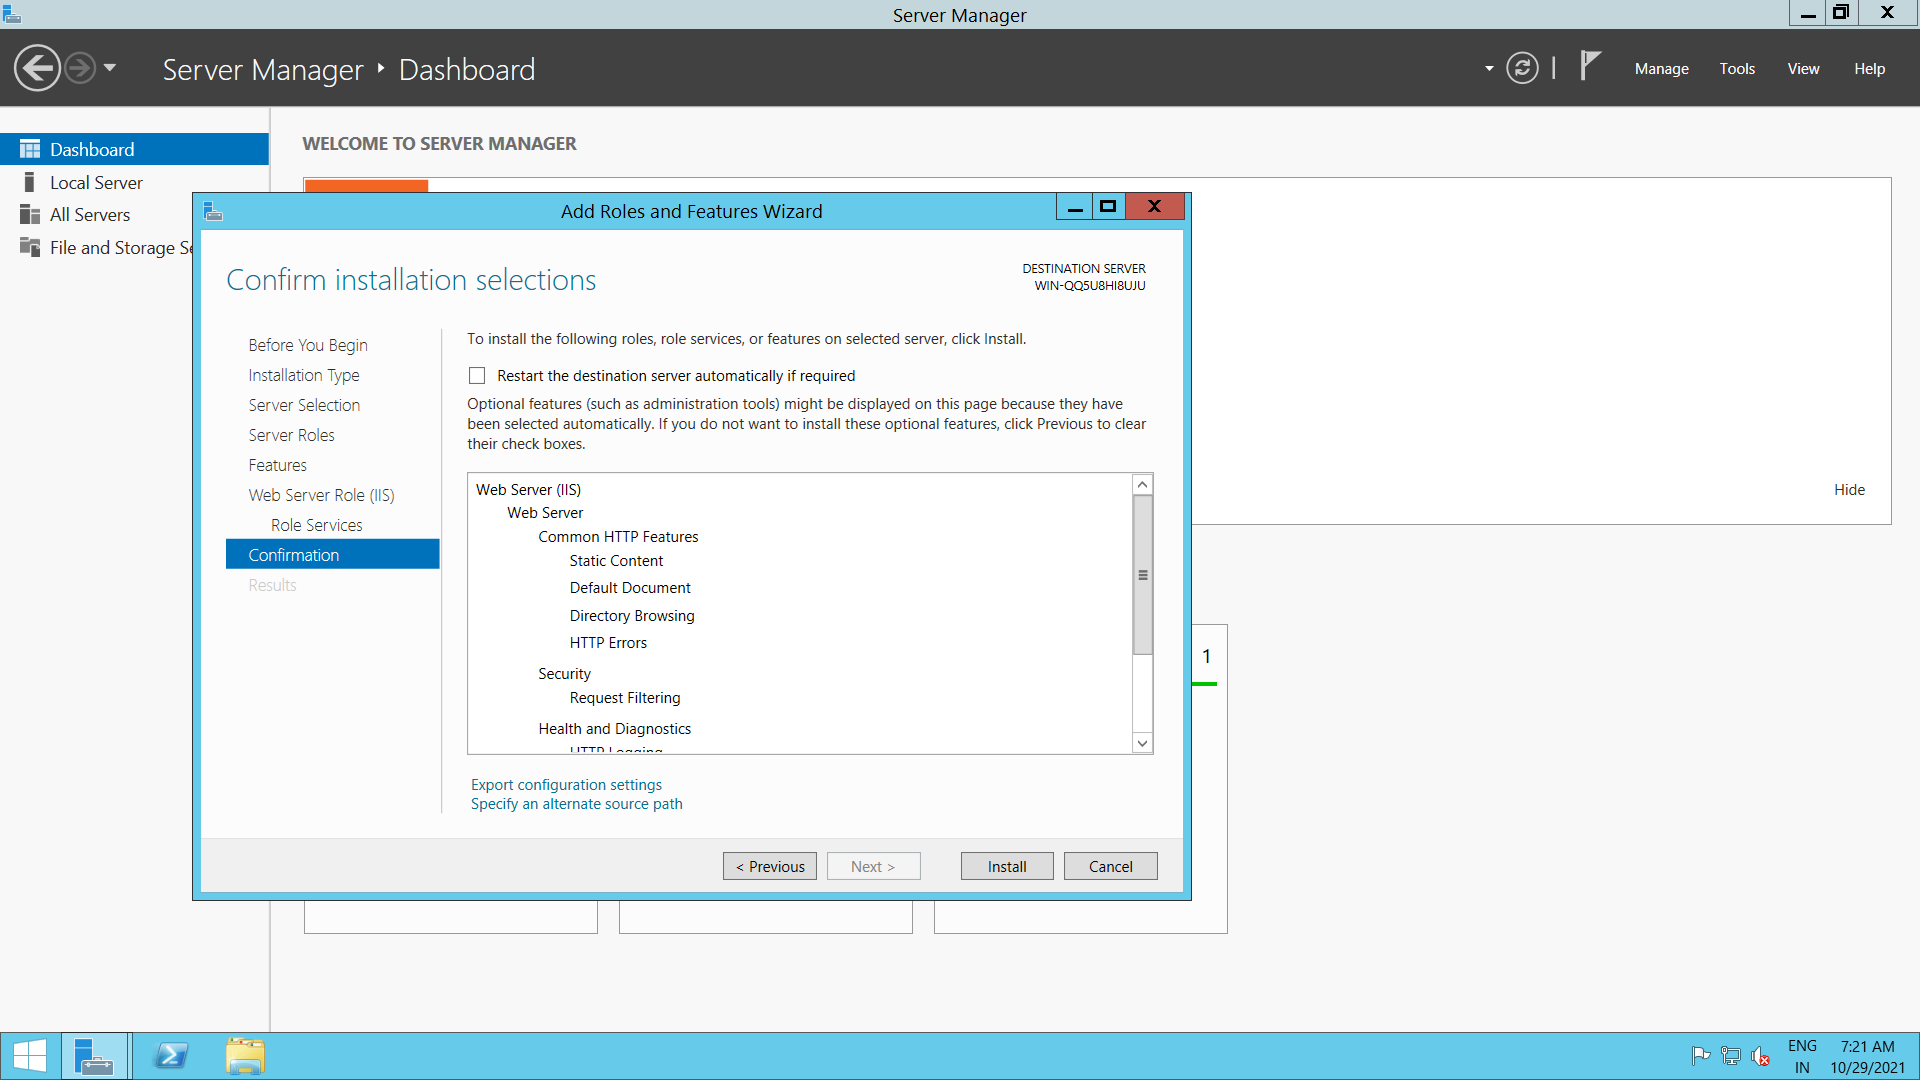 Server Manager
Server Manager ‣ Dashboard
Manage
Tools
View
Help
Dashboard
Local Server
All Servers
File and Storage Se
WELCOME TO SERVER MANAGER
Hide
1
Add Roles and Features Wizard
Confirm installation selections
DESTINATION SERVER
WIN-QQ5U8HI8UJU
Before You Begin
Installation Type
Server Selection
Server Roles
Features
Web Server Role (IIS)
Role Services
Confirmation
Results
To install the following roles, role services, or features on selected server, click Install.
Restart the destination server automatically if required
Optional features (such as administration tools) might be displayed on this page because they have
been selected automatically. If you do not want to install these optional features, click Previous to clear
their check boxes.
Web Server (IIS)
Web Server
Common HTTP Features
Static Content
Default Document
Directory Browsing
HTTP Errors
Security
Request Filtering
Health and Diagnostics
HTTP Logging
Export configuration settings
Specify an alternate source path
< Previous
Next >
Install
Cancel
ENG
IN
7:21 AM
10/29/2021